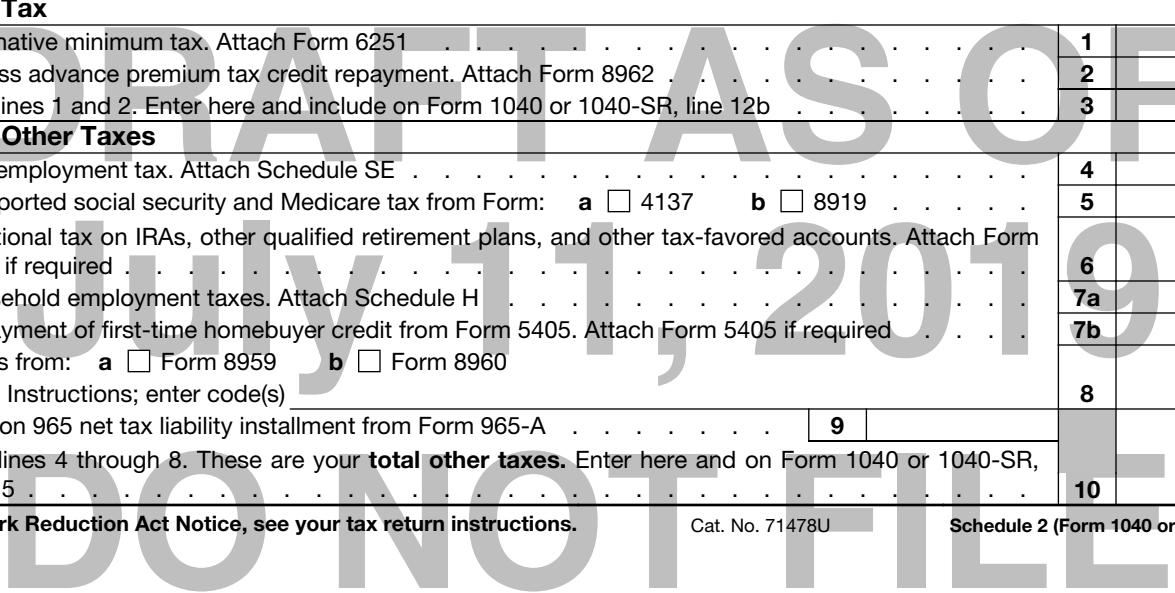 Tax
native minimum tax. Attach Form 6251 . . . . . . . . . . . . . . . . . . . 1
ss advance premium tax credit repayment. Attach Form 8962 . . . . . . . . . . . . 2
lines 1 and 2. Enter here and include on Form 1040 or 1040-SR, line 12b . . . . . . . . 3
Other Taxes
employment tax. Attach Schedule SE . . . . . . . . . . . . . . . . . . . . 4
ported social security and Medicare tax from Form: a 4137 b 8919 . . . . . 5
tional tax on IRAs, other qualified retirement plans, and other tax-favored accounts. Attach Form
if required . . . . . . . . . . . . . . . . . . . . . . . . . . . . . 6
sehold employment taxes. Attach Schedule H . . . . . . . . . . . . . . . . . 7a
yment of first-time homebuyer credit from Form 5405. Attach Form 5405 if required . . . . 7b
s from: a Form 8959 b Form 8960
Instructions; enter code(s) 8
on 965 net tax liability installment from Form 965-A . . . . . . . 9
lines 4 through 8. These are your total other taxes. Enter here and on Form 1040 or 1040-SR,
5 . . . . . . . . . . . . . . . . . . . . . . . . . . . . . . . . 10
rk Reduction Act Notice, see your tax return instructions. Cat. No. 71478U Schedule 2 (Form 1040 or
DRAFT AS OF
July 11, 2019
DO NOT FILE